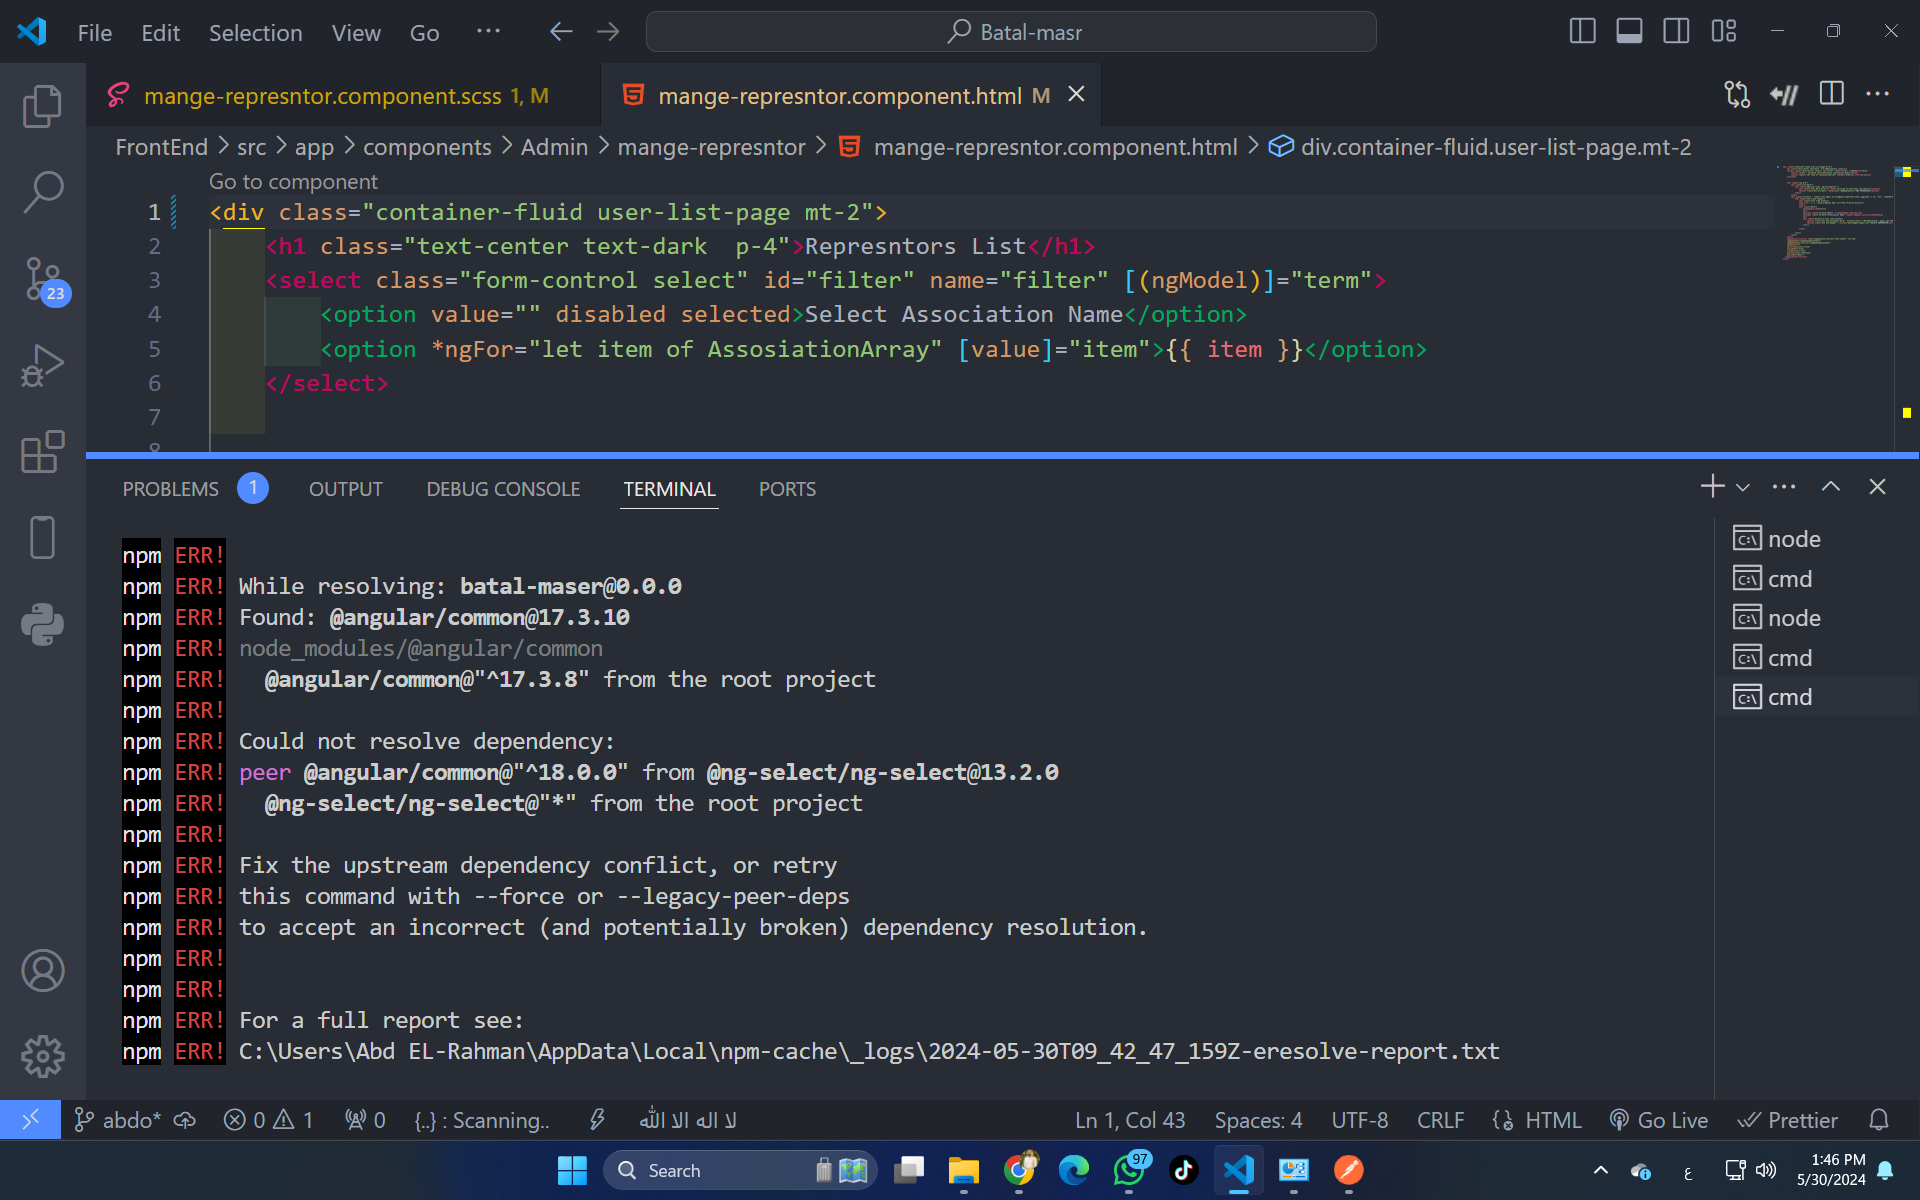 File Edit Selection View Go ... Batal-masr
mange-represntor.component.scss 1, M mange-represntor.component.html M
FrontEnd > src > app > components > Admin > mange-represntor > mange-represntor.component.html > div.container-fluid.user-list-page.mt-2
Go to component
1 <div class="container-fluid user-list-page mt-2">
2 <h1 class="text-center text-dark  p-4">Represntors List</h1>
3 <select class="form-control select" id="filter" name="filter" [(ngModel)]="term">
4 <option value="" disabled selected>Select Association Name</option>
5 <option *ngFor="let item of AssosiationArray" [value]="item">{{ item }}</option>
6 </select>
7
8
PROBLEMS 1 OUTPUT DEBUG CONSOLE TERMINAL PORTS
npm ERR!
npm ERR! While resolving: batal-maser@0.0.0
npm ERR! Found: @angular/common@17.3.10
npm ERR! node_modules/@angular/common
npm ERR!   @angular/common@"^17.3.8" from the root project
npm ERR!
npm ERR! Could not resolve dependency:
npm ERR! peer @angular/common@"^18.0.0" from @ng-select/ng-select@13.2.0
npm ERR!   @ng-select/ng-select@"*" from the root project
npm ERR!
npm ERR! Fix the upstream dependency conflict, or retry
npm ERR! this command with --force or --legacy-peer-deps
npm ERR! to accept an incorrect (and potentially broken) dependency resolution.
npm ERR!
npm ERR!
npm ERR! For a full report see:
npm ERR! C:\Users\Abd EL-Rahman\AppData\Local\npm-cache\_logs\2024-05-30T09_42_47_159Z-eresolve-report.txt
node
cmd
node
cmd
cmd
23
abdo* 0 1 0 {..} : Scanning.. لا اله الا الله Ln 1, Col 43 Spaces: 4 UTF-8 CRLF HTML Go Live Prettier
Search 97 ع 1:46 PM
5/30/2024